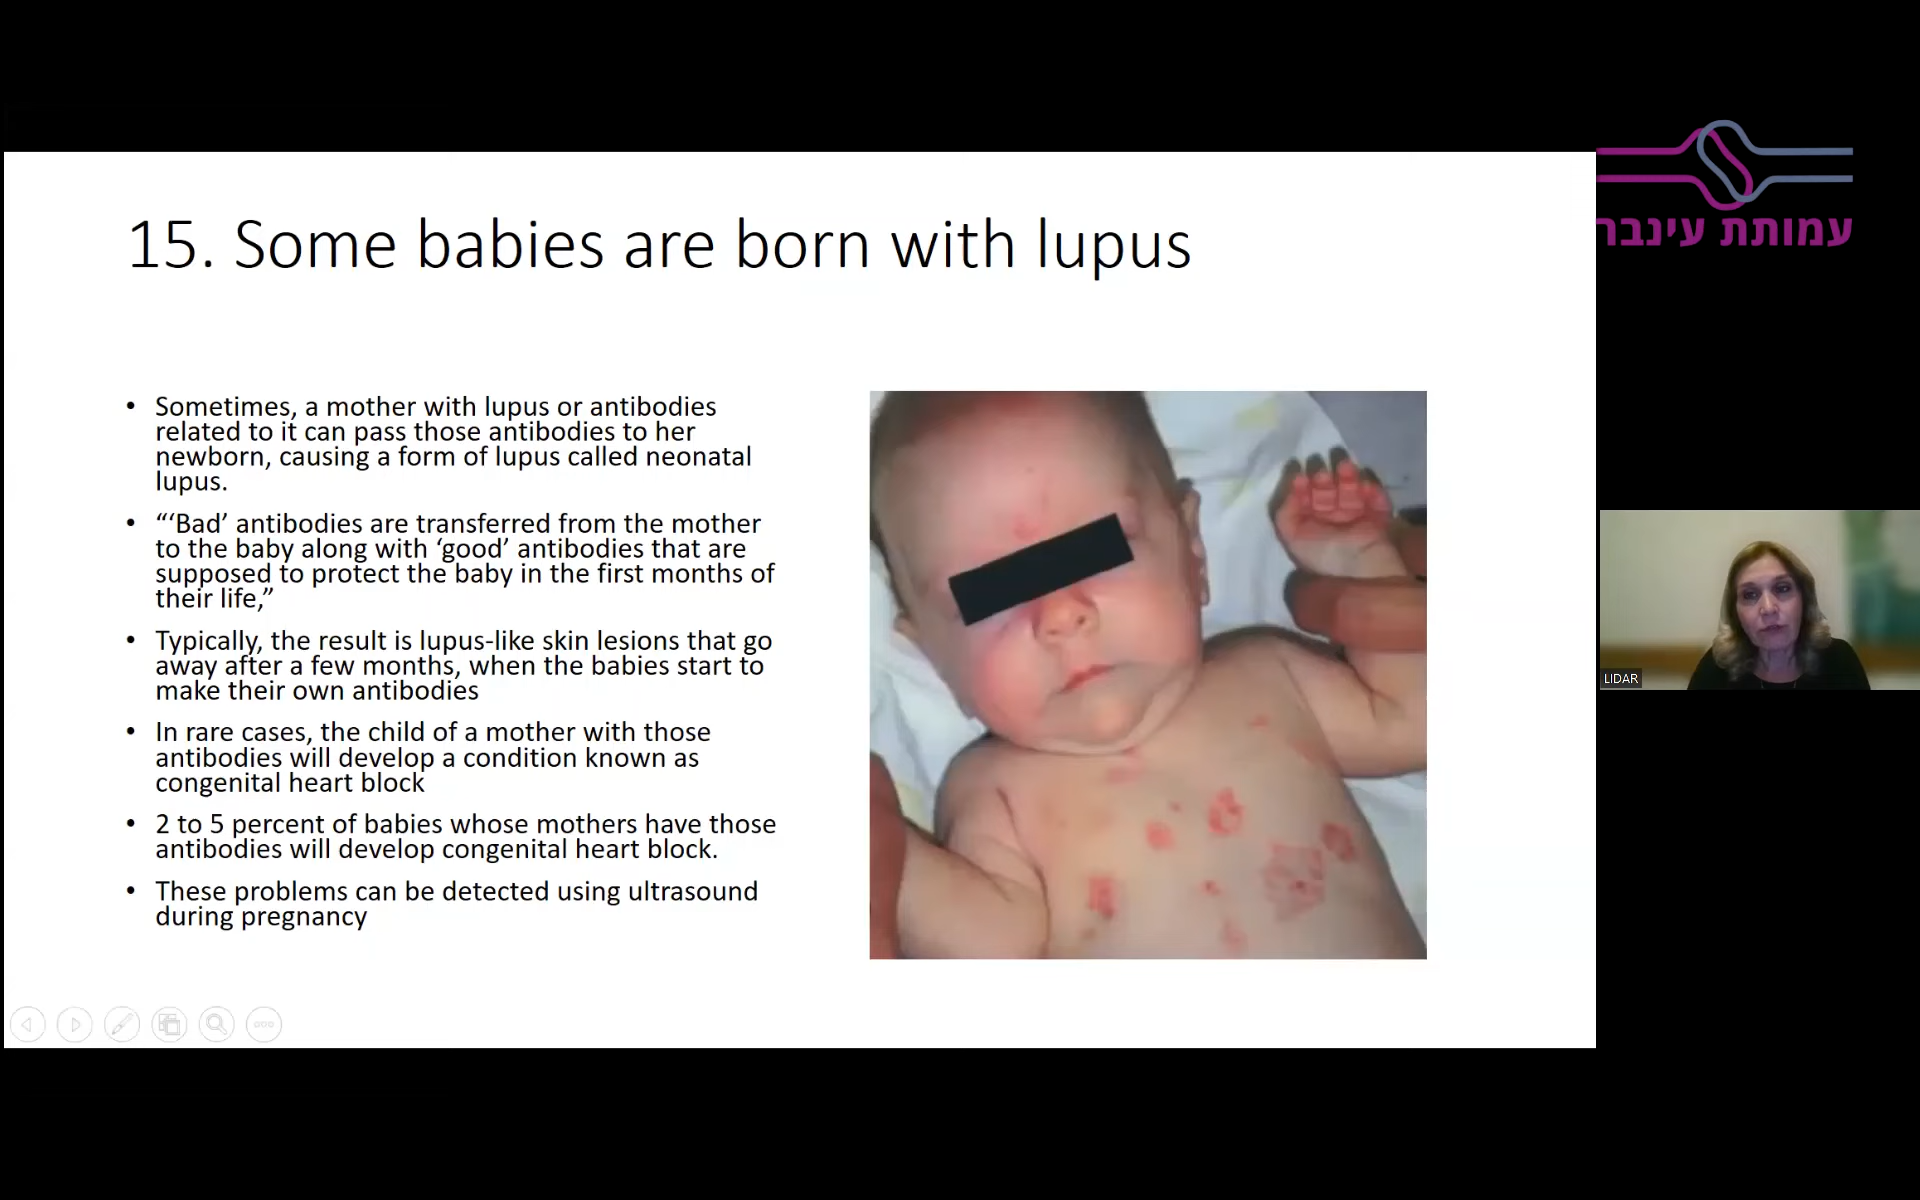 15. Some babies are born with lupus
• Sometimes, a mother with lupus or antibodies
related to it can pass those antibodies to her
newborn, causing a form of lupus called neonatal
lupus.
• “‘Bad’ antibodies are transferred from the mother
to the baby along with ‘good’ antibodies that are
supposed to protect the baby in the first months of
their life,”
• Typically, the result is lupus-like skin lesions that go
away after a few months, when the babies start to
make their own antibodies
• In rare cases, the child of a mother with those
antibodies will develop a condition known as
congenital heart block
• 2 to 5 percent of babies whose mothers have those
antibodies will develop congenital heart block.
• These problems can be detected using ultrasound
during pregnancy
עמותת עינבר
LIDAR